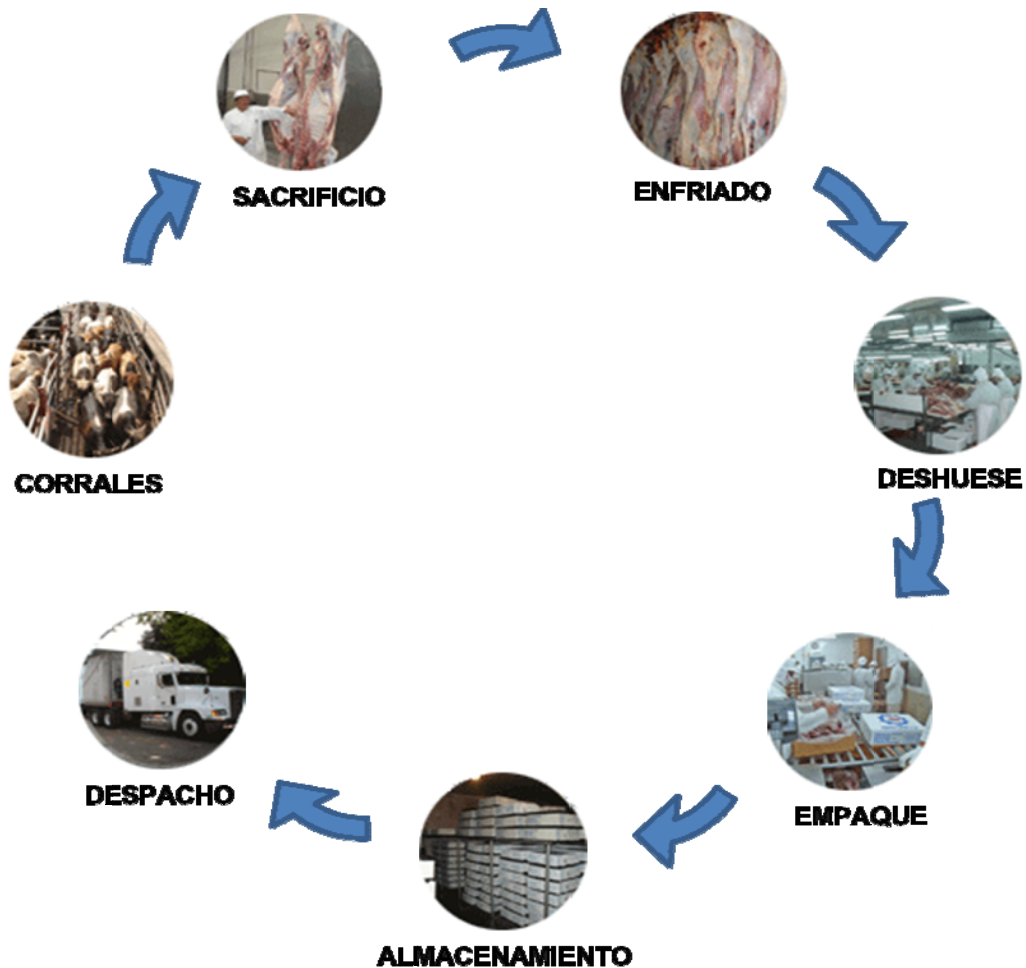 SACRIFICIO
ENFRIADO
CORRALES
DESHUESE
DESPACHO
EMPAQUE
ALMACENAMIENTO